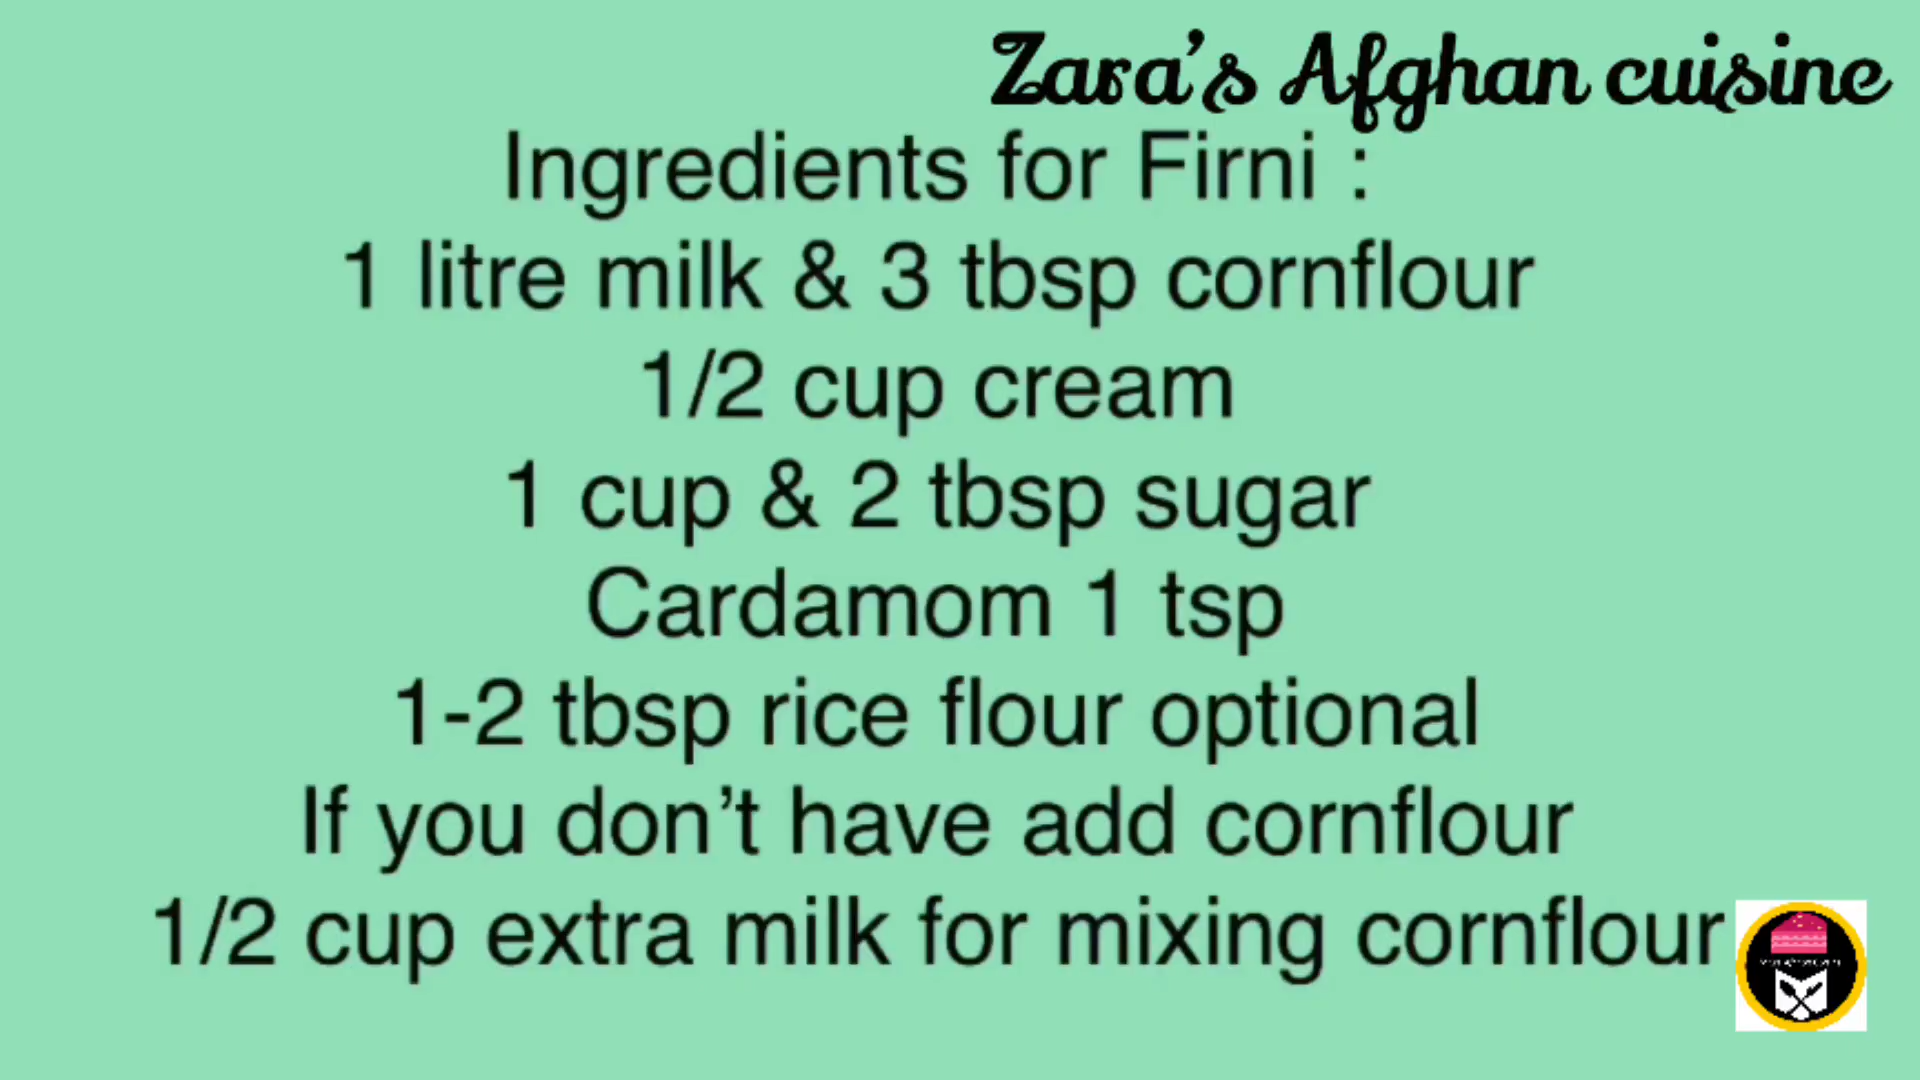 Zara's Afghan cuisine
Ingredients for Firni :
1 litre milk & 3 tbsp cornflour
1/2 cup cream
1 cup & 2 tbsp sugar
Cardamom 1 tsp
1-2 tbsp rice flour optional
If you don't have add cornflour
1/2 cup extra milk for mixing cornflour